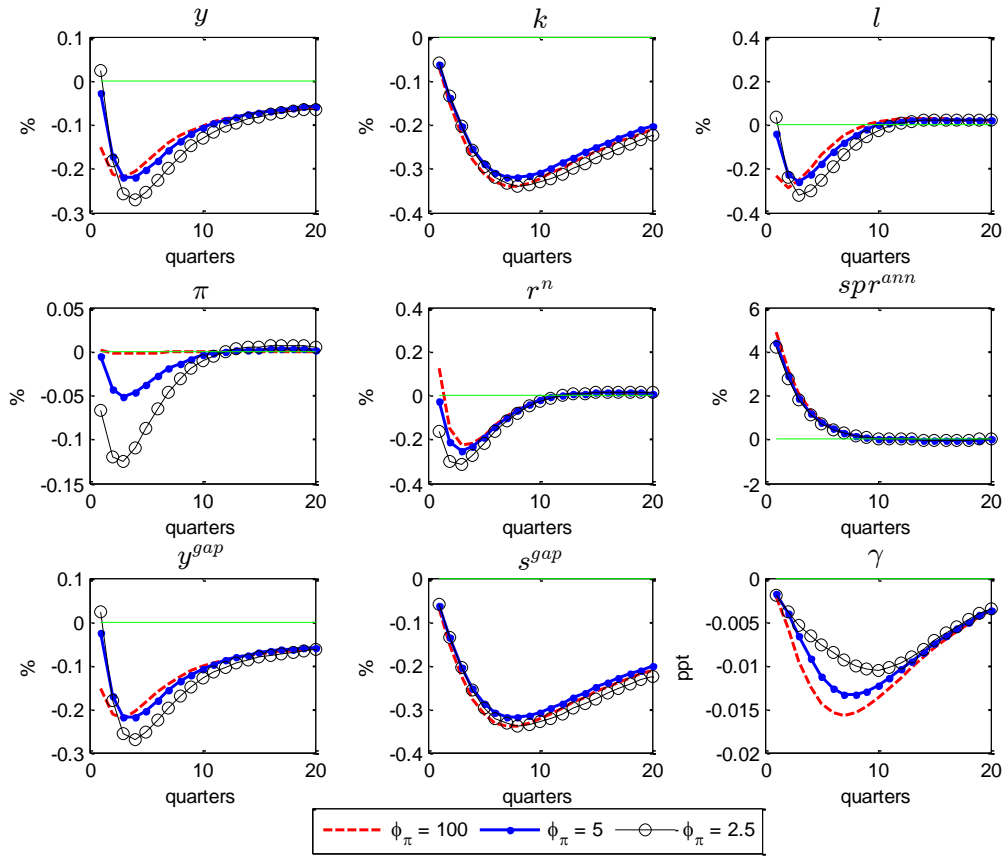 y k l
0.1 0 0.4
0 -0.1 0.2
% -0.1 % -0.2 % 0
-0.2 -0.3 -0.2
-0.3 -0.4 -0.4
0 10 20 0 10 20 0 10 20
quarters quarters quarters
π r^n spr^ann
0.05 0.4 6
0 0.2 4
% -0.05 % 0 % 2
-0.1 -0.2 0
-0.15 -0.4 -2
0 10 20 0 10 20 0 10 20
quarters quarters quarters
y^gap s^gap γ
0.1 0 0
0 -0.1 -0.005
% -0.1 % -0.2 ppt -0.01
-0.2 -0.3 -0.015
-0.3 -0.4 -0.02
0 10 20 0 10 20 0 10 20
quarters quarters quarters
ϕπ = 100 ϕπ = 5 ϕπ = 2.5